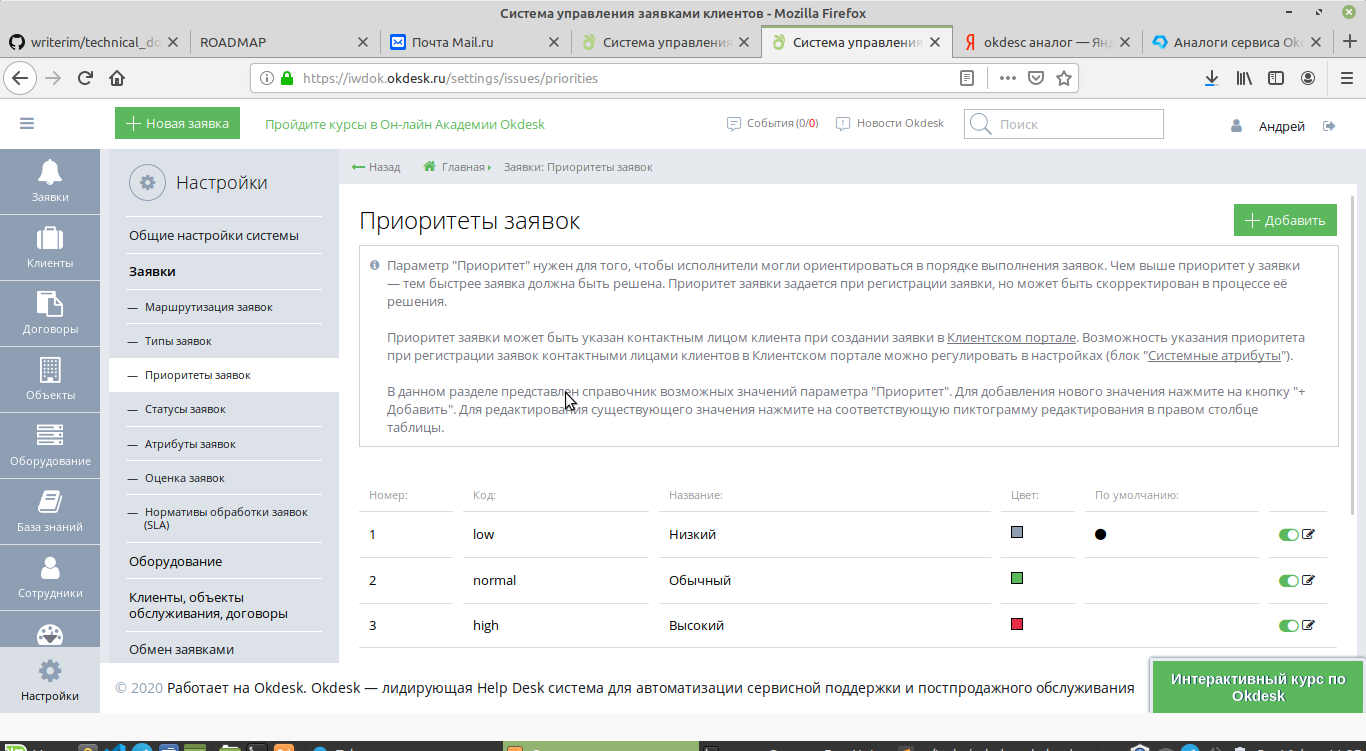 Система управления заявками клиентов - Mozilla Firefox
writerim/technical_do
ROADMAP
Почта Mail.ru
Система управления
Система управления
okdesc аналог — Янд
Аналоги сервиса Okd
https://iwdok.okdesk.ru/settings/issues/priorities
Новая заявка
Пройдите курсы в Он-лайн Академии Okdesk
События (0/0)
Новости Okdesk
Поиск
Андрей
Заявки
Клиенты
Договоры
Объекты
Оборудование
База знаний
Сотрудники
Настройки
Настройки
Общие настройки системы
Заявки
— Маршрутизация заявок
— Типы заявок
— Приоритеты заявок
— Статусы заявок
— Атрибуты заявок
— Оценка заявок
— Нормативы обработки заявок
(SLA)
Оборудование
Клиенты, объекты
обслуживания, договоры
Обмен заявками
Назад
Главная
Заявки: Приоритеты заявок
Приоритеты заявок
Добавить
Параметр "Приоритет" нужен для того, чтобы исполнители могли ориентироваться в порядке выполнения заявок. Чем выше приоритет у заявки
— тем быстрее заявка должна быть решена. Приоритет заявки задается при регистрации заявки, но может быть скорректирован в процессе её
решения.
Приоритет заявки может быть указан контактным лицом клиента при создании заявки в Клиентском портале. Возможность указания приоритета
при регистрации заявок контактными лицами клиентов в Клиентском портале можно регулировать в настройках (блок "Системные атрибуты").
В данном разделе представлен справочник возможных значений параметра "Приоритет". Для добавления нового значения нажмите на кнопку "+
Добавить". Для редактирования существующего значения нажмите на соответствующую пиктограмму редактирования в правом столбце
таблицы.
Номер: Код: Название: Цвет: По умолчанию:
1 low Низкий
2 normal Обычный
3 high Высокий
© 2020 Работает на Okdesk. Okdesk — лидирующая Help Desk система для автоматизации сервисной поддержки и постпродажного обслуживания
Интерактивный курс по
Okdesk